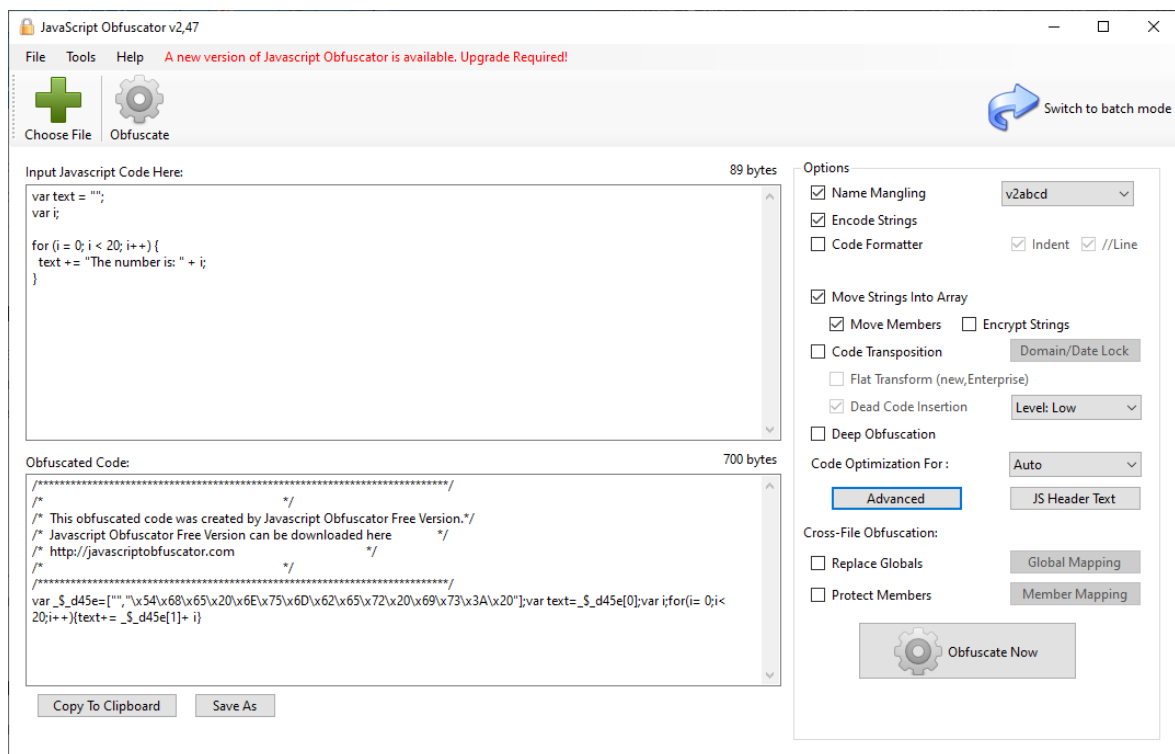 JavaScript Obfuscator v2,47
File Tools Help A new version of Javascript Obfuscator is available. Upgrade Required!
Choose File
Obfuscate
Switch to batch mode
Input Javascript Code Here:
89 bytes
var text = "";
var i;
for (i = 0; i < 20; i++) {
  text += "The number is: " + i;
}
Obfuscated Code:
700 bytes
/**************************************************************************/
/* */
/* This obfuscated code was created by Javascript Obfuscator Free Version.*/
/* Javascript Obfuscator Free Version can be downloaded here */
/* http://javascriptobfuscator.com */
/* */
/**************************************************************************/
var _$_d45e=["","\x54\x68\x65\x20\x6E\x75\x6D\x62\x65\x72\x20\x69\x73\x3A\x20"];var text=_$_d45e[0];var i;for(i= 0;i<
20;i++){text+= _$_d45e[1]+ i}
Copy To Clipboard
Save As
Options
Name Mangling
v2abcd
Encode Strings
Code Formatter
Indent
//Line
Move Strings Into Array
Move Members
Encrypt Strings
Code Transposition
Domain/Date Lock
Flat Transform (new,Enterprise)
Dead Code Insertion
Level: Low
Deep Obfuscation
Code Optimization For :
Auto
Advanced
JS Header Text
Cross-File Obfuscation:
Replace Globals
Global Mapping
Protect Members
Member Mapping
Obfuscate Now